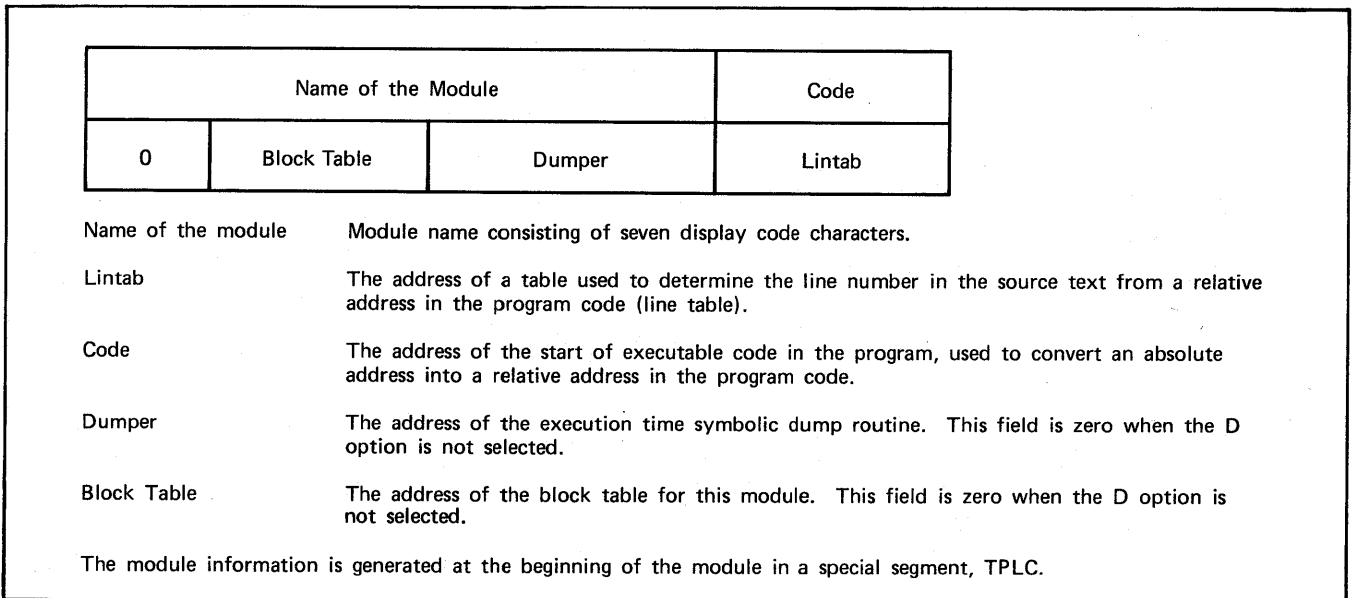 Name of the Module Code
0 Block Table Dumper Lintab
Name of the module Module name consisting of seven display code characters.
Lintab The address of a table used to determine the line number in the source text from a relative
address in the program code (line table).
Code The address of the start of executable code in the program, used to convert an absolute
address into a relative address in the program code.
Dumper The address of the execution time symbolic dump routine. This field is zero when the D
option is not selected.
Block Table The address of the block table for this module. This field is zero when the D option is
not selected.
The module information is generated at the beginning of the module in a special segment, TPLC.